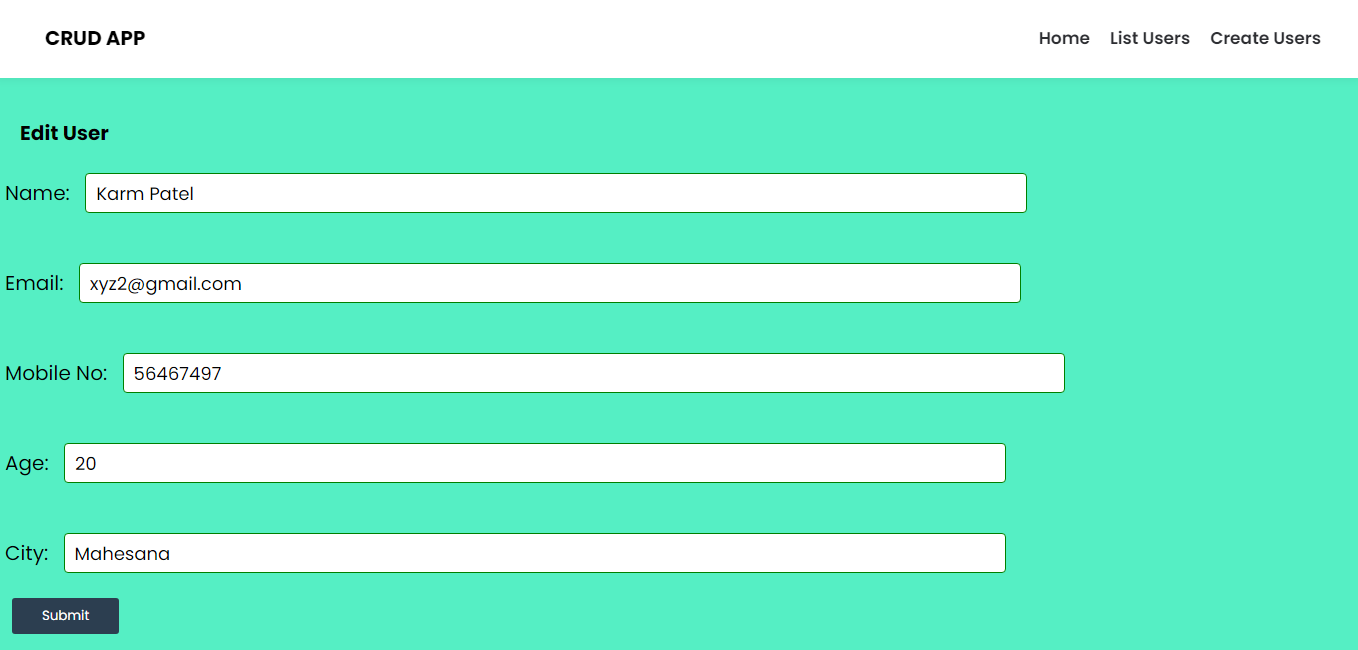 CRUD APP Home List Users Create Users
Edit User
Name: Karm Patel
Email: xyz2@gmail.com
Mobile No: 56467497
Age: 20
City: Mahesana
Submit